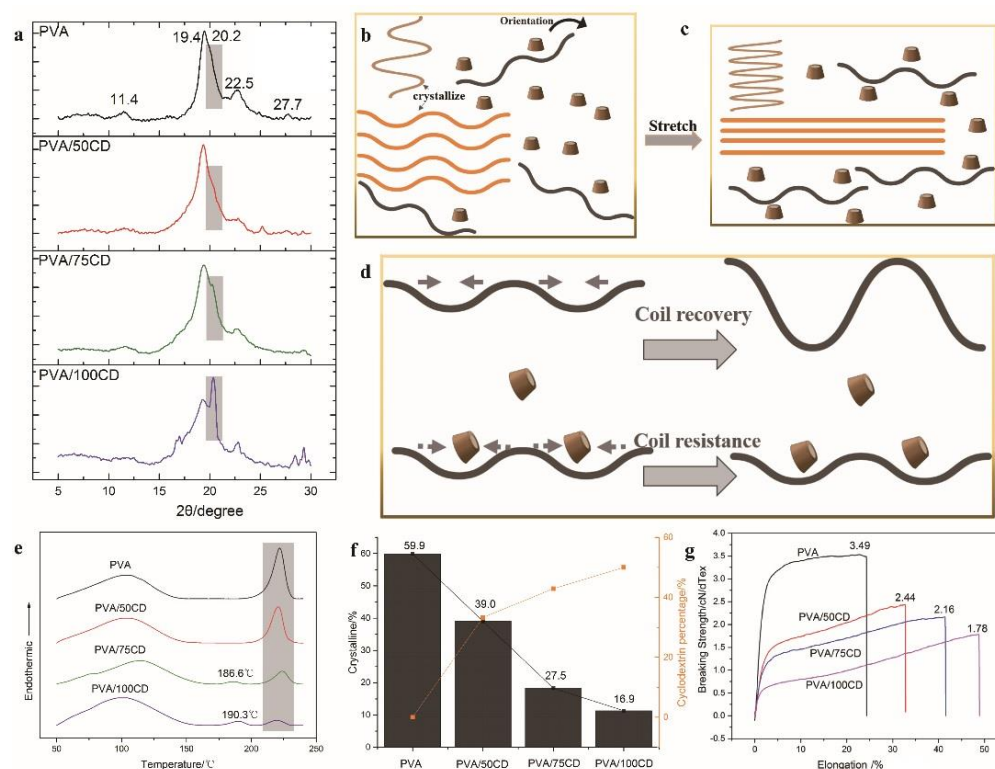 a
PVA
19.4
20.2
11.4
22.5
27.7
PVA/50CD
PVA/75CD
PVA/100CD
5 10 15 20 25 30
2θ/degree
b
Orientation
crystallize
Stretch
c
d
Coil recovery
Coil resistance
e
PVA
PVA/50CD
PVA/75CD
186.6℃
PVA/100CD
190.3℃
Endothermic
50 100 150 200 250
Temperature/℃
f
59.9
39.0
27.5
16.9
60
50
40
30
20
10
0
Crystalline/%
60
50
40
30
20
10
0
Cyclodextrin percentage/%
PVA PVA/50CD PVA/75CD PVA/100CD
g
PVA
3.49
PVA/50CD
2.44
PVA/75CD
2.16
PVA/100CD
1.78
4.0
3.5
3.0
2.5
2.0
1.5
1.0
0.5
0.0
-0.5
Breaking Strength/cN/dTex
0 10 20 30 40 50
Elongation /%